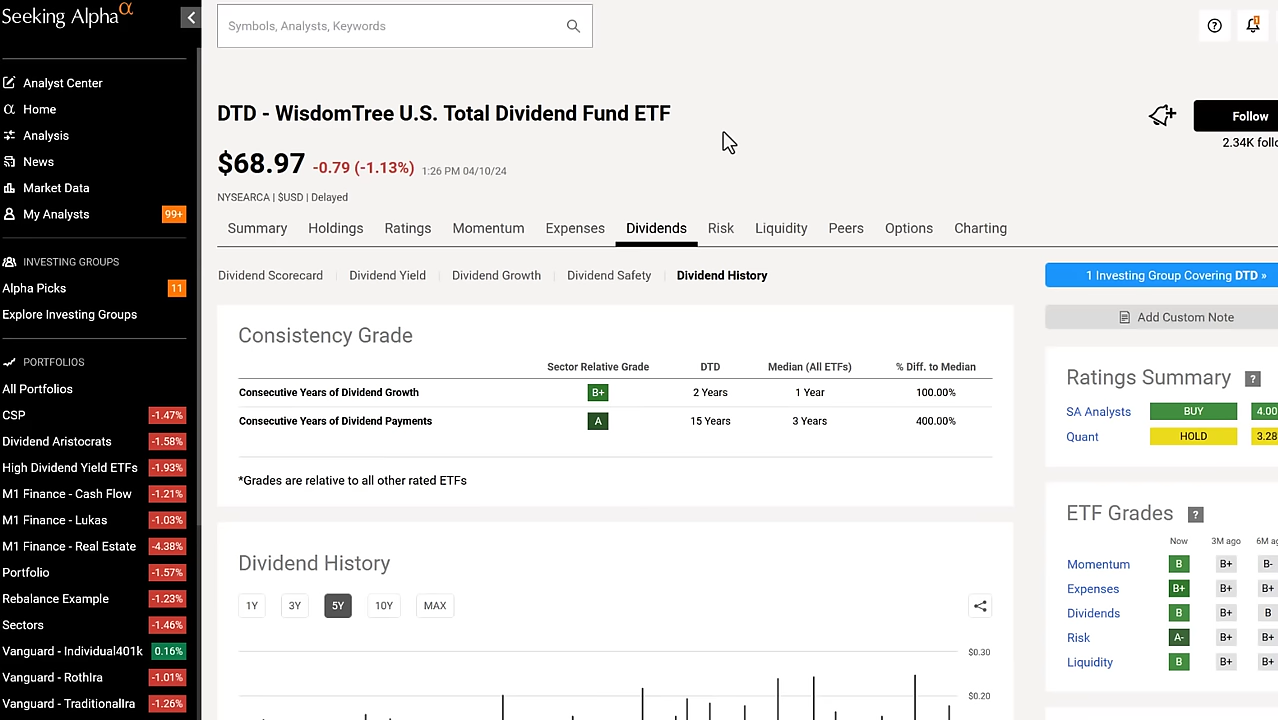 Seeking Alpha α
Symbols, Analysts, Keywords
Analyst Center
Home
Analysis
News
Market Data
My Analysts 99+
INVESTING GROUPS
Alpha Picks 11
Explore Investing Groups
PORTFOLIOS
All Portfolios
CSP -1.47%
Dividend Aristocrats -1.58%
High Dividend Yield ETFs -1.93%
M1 Finance - Cash Flow -1.21%
M1 Finance - Lukas -1.03%
M1 Finance - Real Estate -4.38%
Portfolio -1.57%
Rebalance Example -1.23%
Sectors -1.46%
Vanguard - Individual401k 0.16%
Vanguard - RothIra -1.01%
Vanguard - TraditionalIra -1.26%
DTD - WisdomTree U.S. Total Dividend Fund ETF
$68.97 -0.79 (-1.13%) 1:26 PM 04/10/24
NYSEARCA | $USD | Delayed
Follow
2.34K follo
Summary Holdings Ratings Momentum Expenses Dividends Risk Liquidity Peers Options Charting
Dividend Scorecard Dividend Yield Dividend Growth Dividend Safety Dividend History
Consistency Grade
Sector Relative Grade DTD Median (All ETFs) % Diff. to Median
Consecutive Years of Dividend Growth B+ 2 Years 1 Year 100.00%
Consecutive Years of Dividend Payments A 15 Years 3 Years 400.00%
*Grades are relative to all other rated ETFs
Dividend History
1Y 3Y 5Y 10Y MAX
$0.30
$0.20
1 Investing Group Covering DTD »
Add Custom Note
Ratings Summary ?
SA Analysts BUY 4.00
Quant HOLD 3.28
ETF Grades ?
Now 3M ago 6M ag
Momentum B B+ B-
Expenses B+ B+ B+
Dividends B B+ B
Risk A- B+ B+
Liquidity B B+ B+